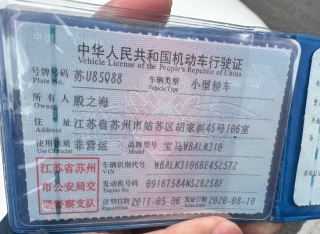 中华人民共和国机动车行驶证
Vehicle License of the People's Republic of China
号牌号码 苏U85Q88 车辆类型 小型轿车
Vehicle Type
所有人 殷之海
住址 江苏省苏州市姑苏区胡家浜45号106室
使用性质 非营运 品牌型号 宝马WBALM310
江苏省苏州
市公安局交
通警察支队
车辆识别代号
VIN
发动机号码
注册日期 2011-05-06 发证日期 2020-08-10